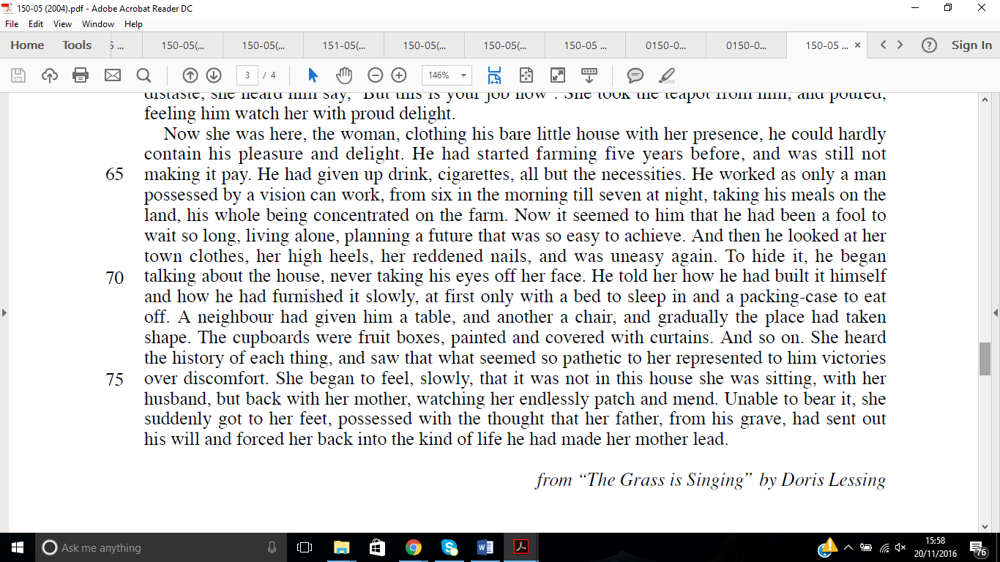 150-05 (2004).pdf - Adobe Acrobat Reader DC
File Edit View Window Help
Home Tools 5 ... 150-05(... 150-05(... 151-05(... 150-05(... 150-05(... 150-05 ... 0150-0... 0150-0... 150-05 ... × Sign In
3 / 4 146%
distaste, she heard him say, "But this is your job now". She took the teapot from him, and poured,
feeling him watch her with proud delight.
Now she was here, the woman, clothing his bare little house with her presence, he could hardly
contain his pleasure and delight. He had started farming five years before, and was still not
65 making it pay. He had given up drink, cigarettes, all but the necessities. He worked as only a man
possessed by a vision can work, from six in the morning till seven at night, taking his meals on the
land, his whole being concentrated on the farm. Now it seemed to him that he had been a fool to
wait so long, living alone, planning a future that was so easy to achieve. And then he looked at her
town clothes, her high heels, her reddened nails, and was uneasy again. To hide it, he began
70 talking about the house, never taking his eyes off her face. He told her how he had built it himself
and how he had furnished it slowly, at first only with a bed to sleep in and a packing-case to eat
off. A neighbour had given him a table, and another a chair, and gradually the place had taken
shape. The cupboards were fruit boxes, painted and covered with curtains. And so on. She heard
the history of each thing, and saw that what seemed so pathetic to her represented to him victories
75 over discomfort. She began to feel, slowly, that it was not in this house she was sitting, with her
husband, but back with her mother, watching her endlessly patch and mend. Unable to bear it, she
suddenly got to her feet, possessed with the thought that her father, from his grave, had sent out
his will and forced her back into the kind of life he had made her mother lead.
from "The Grass is Singing" by Doris Lessing
Ask me anything
15:58
20/11/2016
76